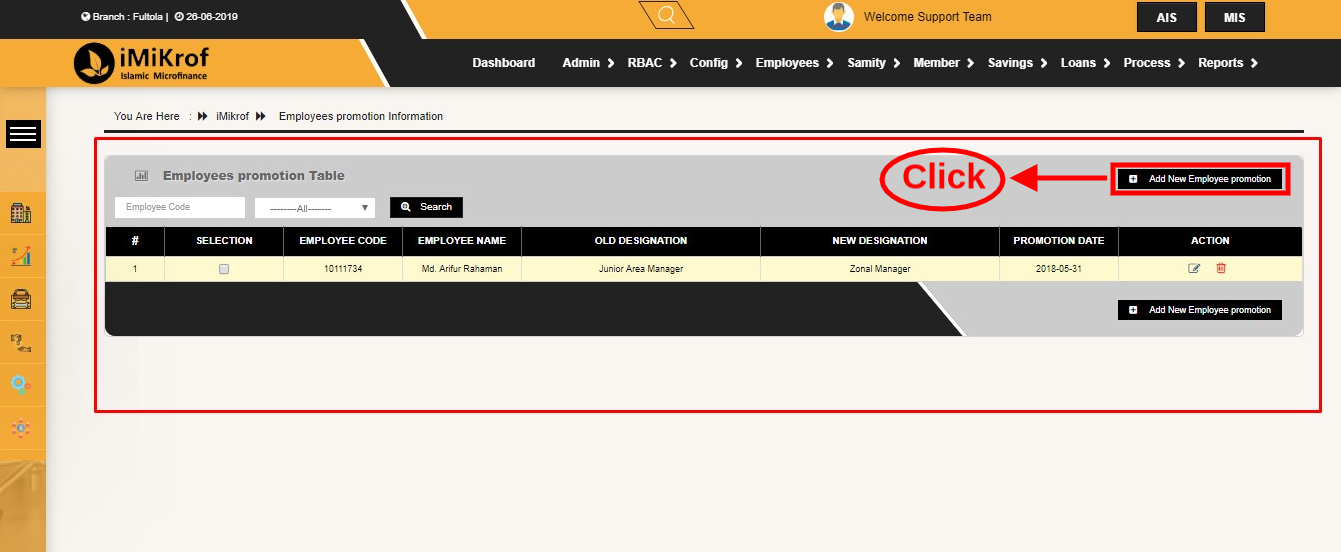 Branch : Fultola | 26-06-2019
Welcome Support Team
AIS
MIS
iMiKrof
Islamic Microfinance
Dashboard Admin RBAC Config Employees Samity Member Savings Loans Process Reports
You Are Here : iMikrof Employees promotion Information
Employees promotion Table
Click
Add New Employee promotion
Employee Code
--------All-------
Search
# SELECTION EMPLOYEE CODE EMPLOYEE NAME OLD DESIGNATION NEW DESIGNATION PROMOTION DATE ACTION
1 10111734 Md. Arifur Rahaman Junior Area Manager Zonal Manager 2018-05-31
Add New Employee promotion